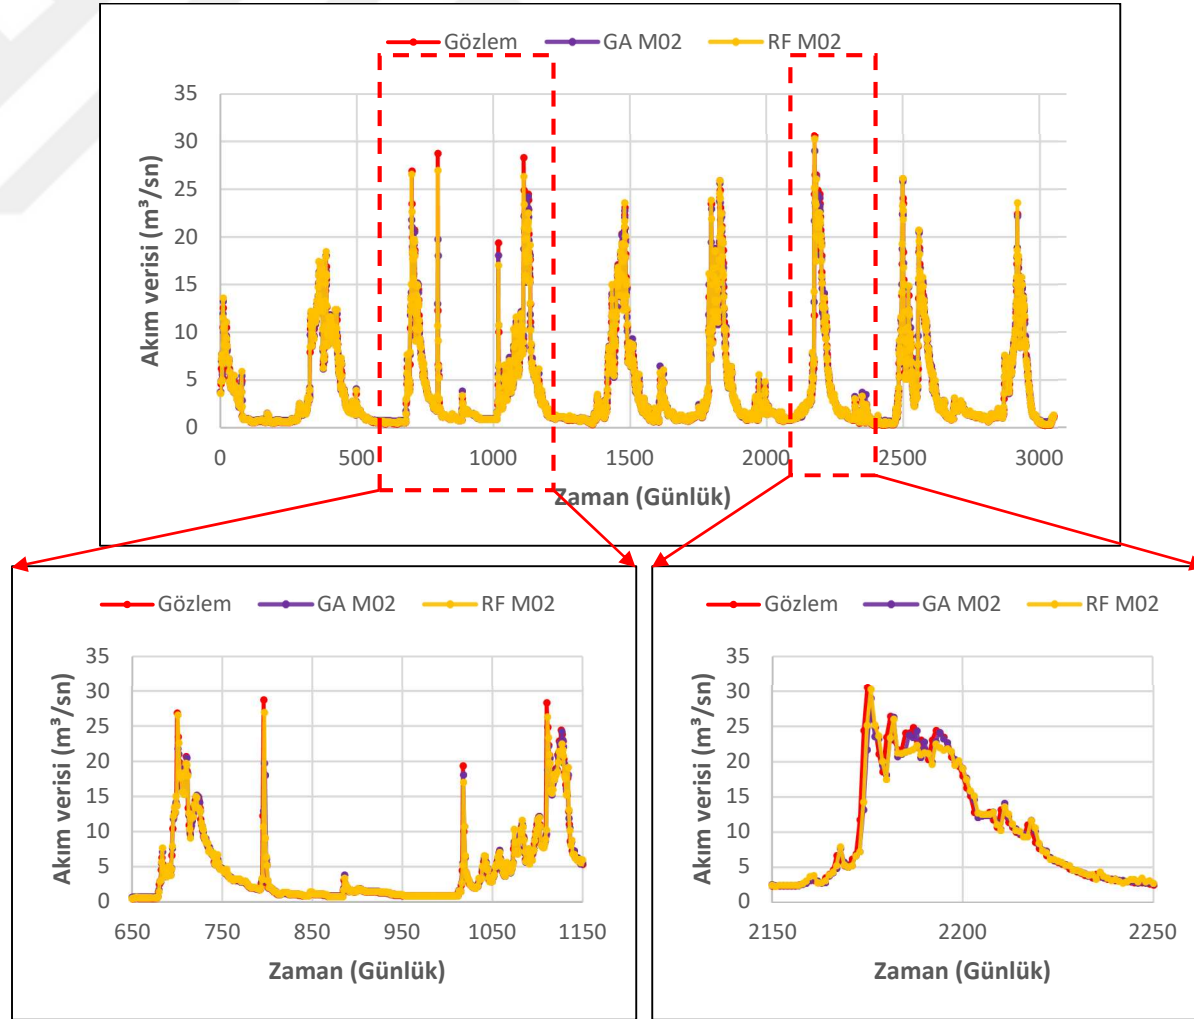 Gözlem GA M02 RF M02
Akım verisi (m³/sn)
35
30
25
20
15
10
5
0
0 500 1000 1500 2000 2500 3000
Zaman (Günlük)
Gözlem GA M02 RF M02
Akım verisi (m³/sn)
35
30
25
20
15
10
5
0
650 750 850 950 1050 1150
Zaman (Günlük)
Gözlem GA M02 RF M02
Akım verisi (m³/sn)
35
30
25
20
15
10
5
0
2150 2200 2250
Zaman (Günlük)